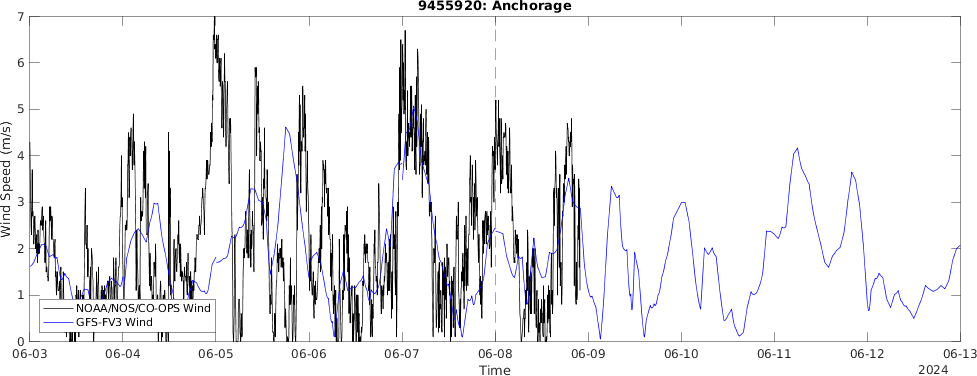 9455920: Anchorage
7
6
5
4
3
2
1
0
Wind Speed (m/s)
NOAA/NOS/CO-OPS Wind
GFS-FV3 Wind
06-03 06-04 06-05 06-06 06-07 06-08 06-09 06-10 06-11 06-12 06-13
Time
2024